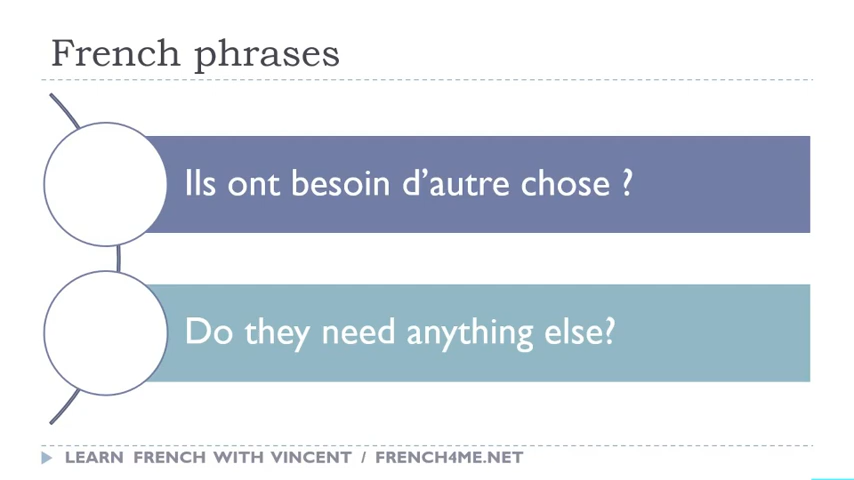 French phrases
Ils ont besoin d’autre chose ?
Do they need anything else?
LEARN FRENCH WITH VINCENT / FRENCH4ME.NET